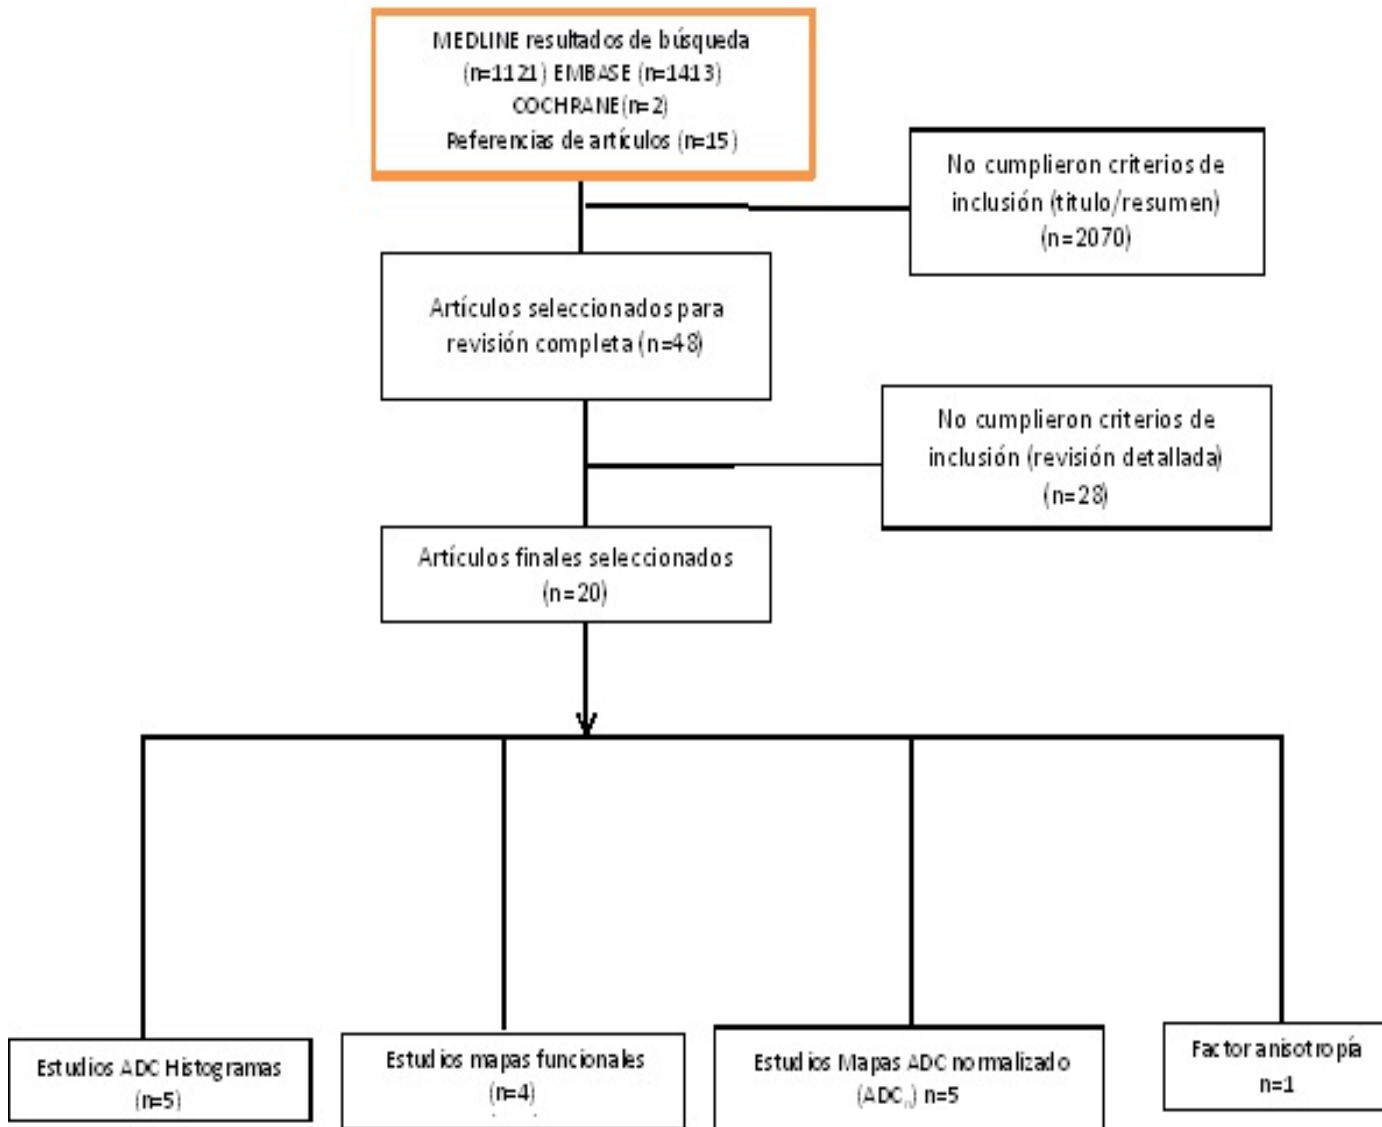 MEDLINE resultados de búsqueda
(n=1121) EMBASE (n=1413)
COCHRANE(n=2)
Referencias de artículos (n=15)
No cumplieron criterios de
inclusión (titulo/resumen)
(n=2070)
Artículos seleccionados para
revisión completa (n=48)
No cumplieron criterios de
inclusión (revisión detallada)
(n=28)
Artículos finales seleccionados
(n=20)
Estudios ADC Histogramas
(n=5)
Estudios mapas funcionales
(n=4)
Estudios Mapas ADC normalizado
(ADCn) n=5
Factor anisotropía
n=1